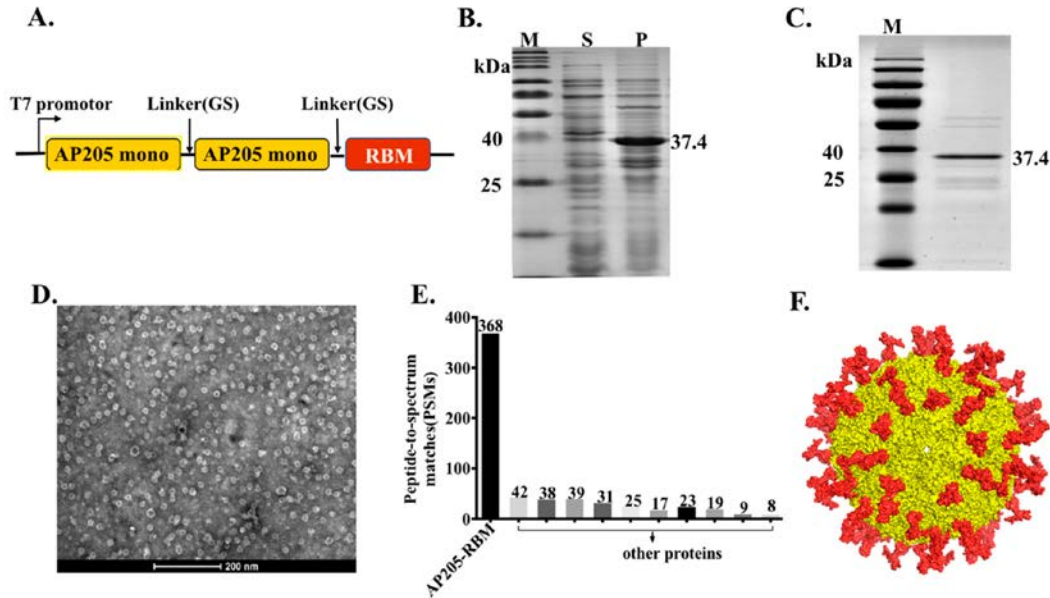 A.
T7 promotor
Linker(GS)
Linker(GS)
AP205 mono
AP205 mono
RBM
B.
M S P
kDa
40
25
37.4
C.
M
kDa
40
25
37.4
D.
200 nm
E.
Peptide-to-spectrum
matches(PSMs)
400
300
200
100
0
368
42 38 39 31 25 17 23 19 9 8
AP205-RBM
other proteins
F.